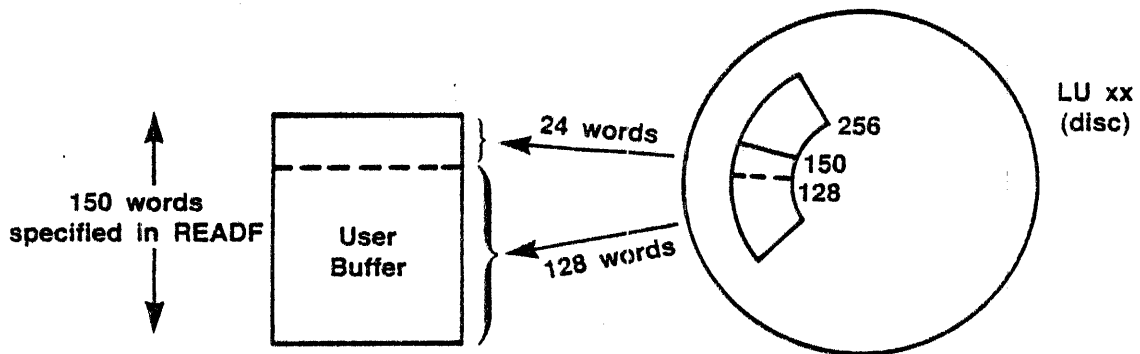 150 words
specified in READF
User
Buffer
24 words
128 words
256
150
128
LU xx
(disc)